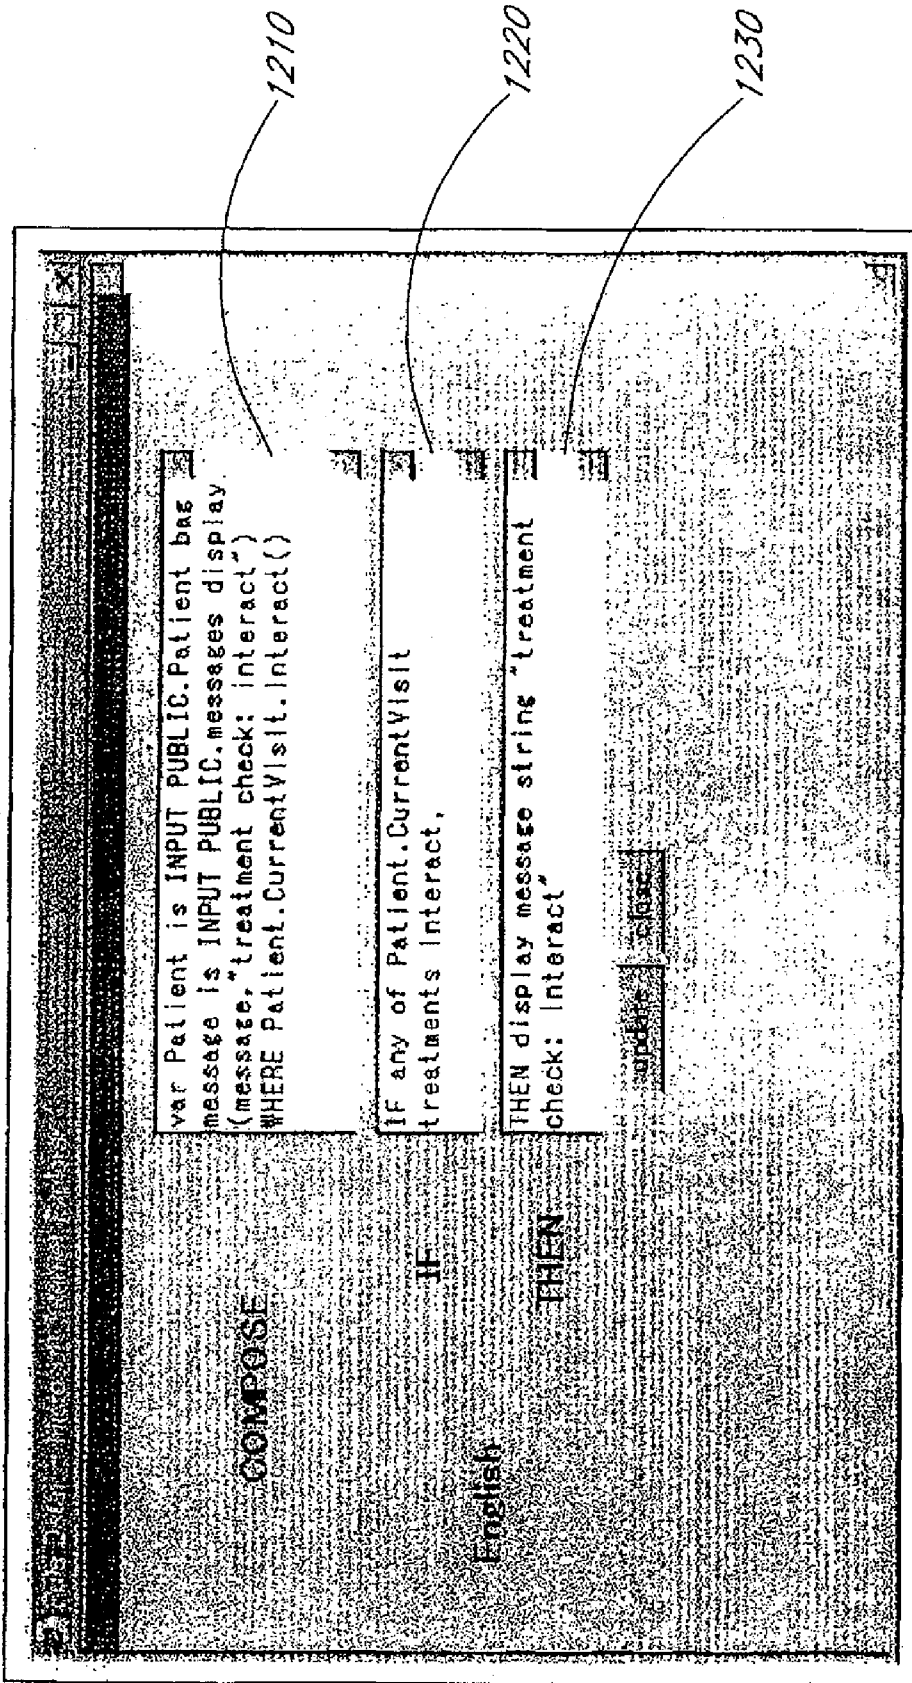 COMPOSE
var Patient is INPUT PUBLIC.Patient bag
message is INPUT PUBLIC.messages display
(message,"treatment check: interact")
WHERE Patient.CurrentVisit.Interact()
1210
English
IF
IF any of Patient.CurrentVisit
treatments Interact,
1220
THEN
THEN display message string "treatment
check: Interact"
1230
update
close